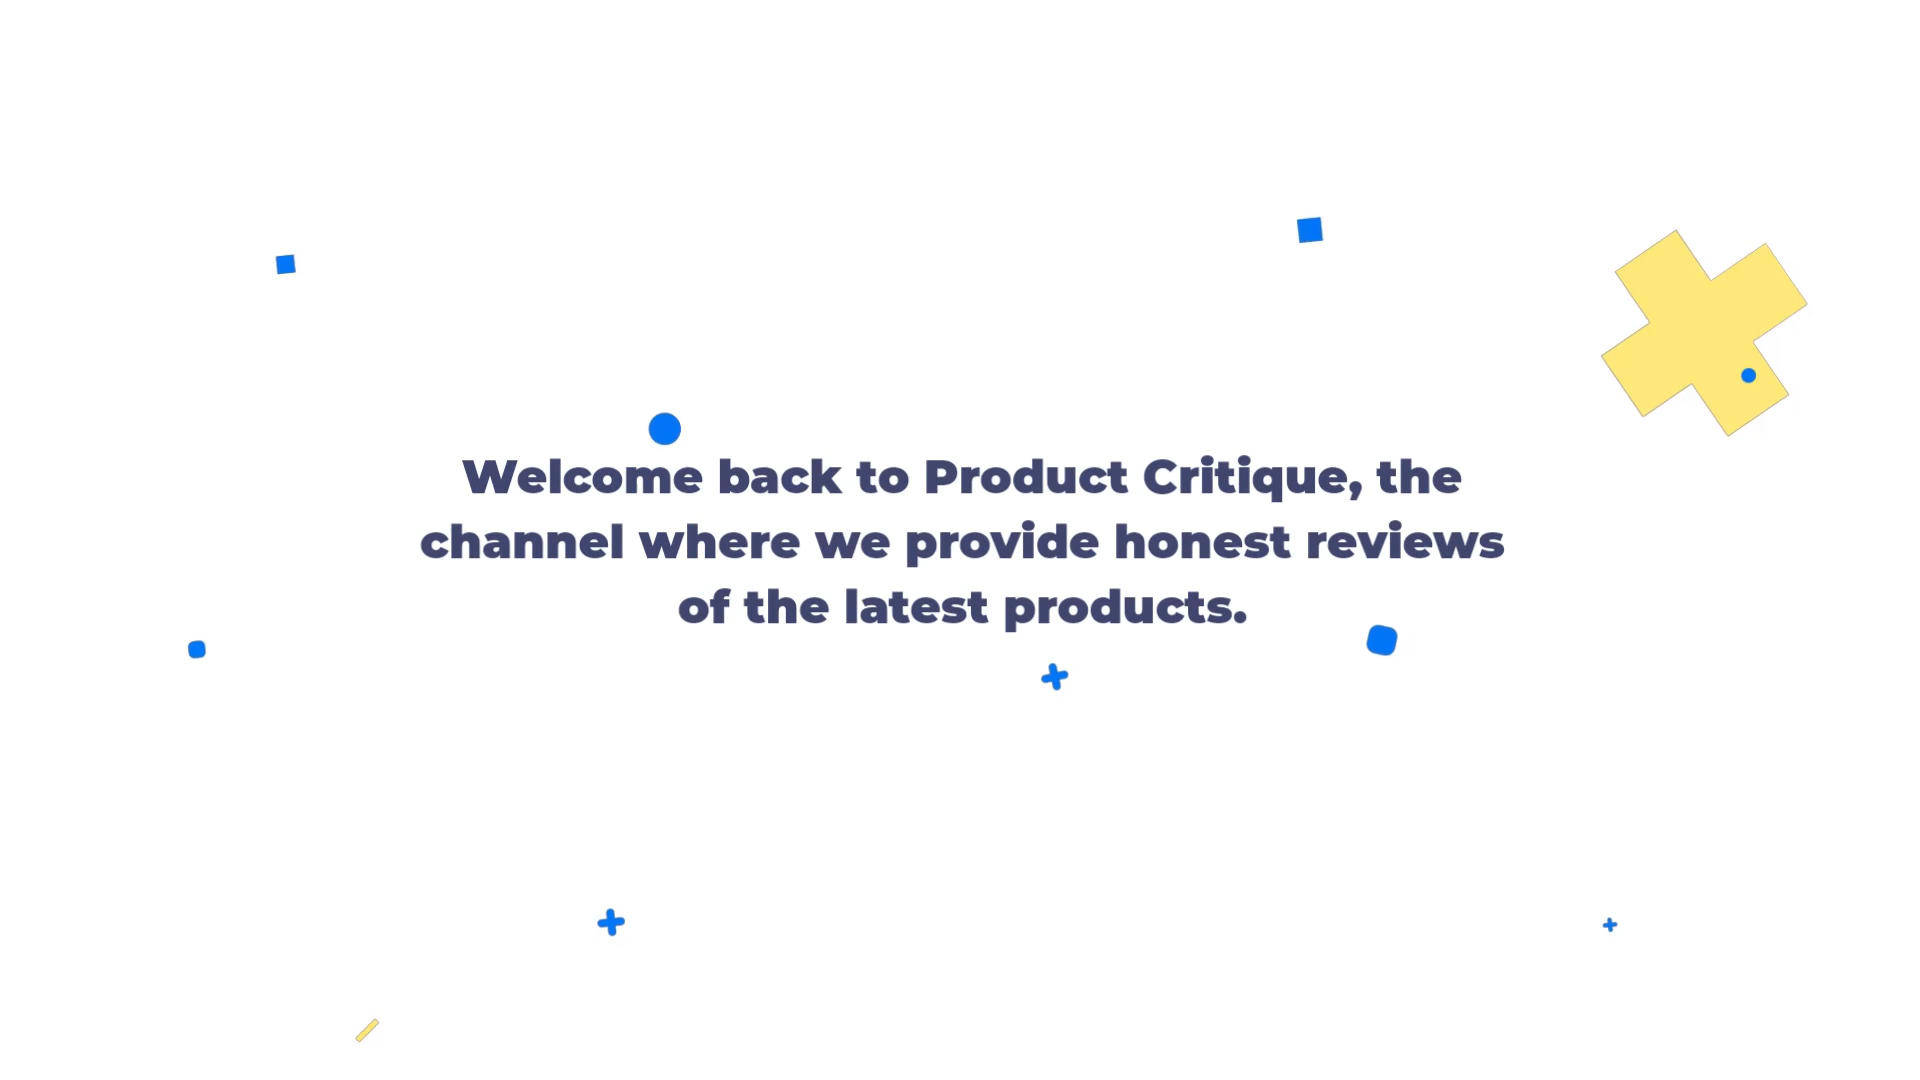 Welcome back to Product Critique, the
channel where we provide honest reviews
of the latest products.